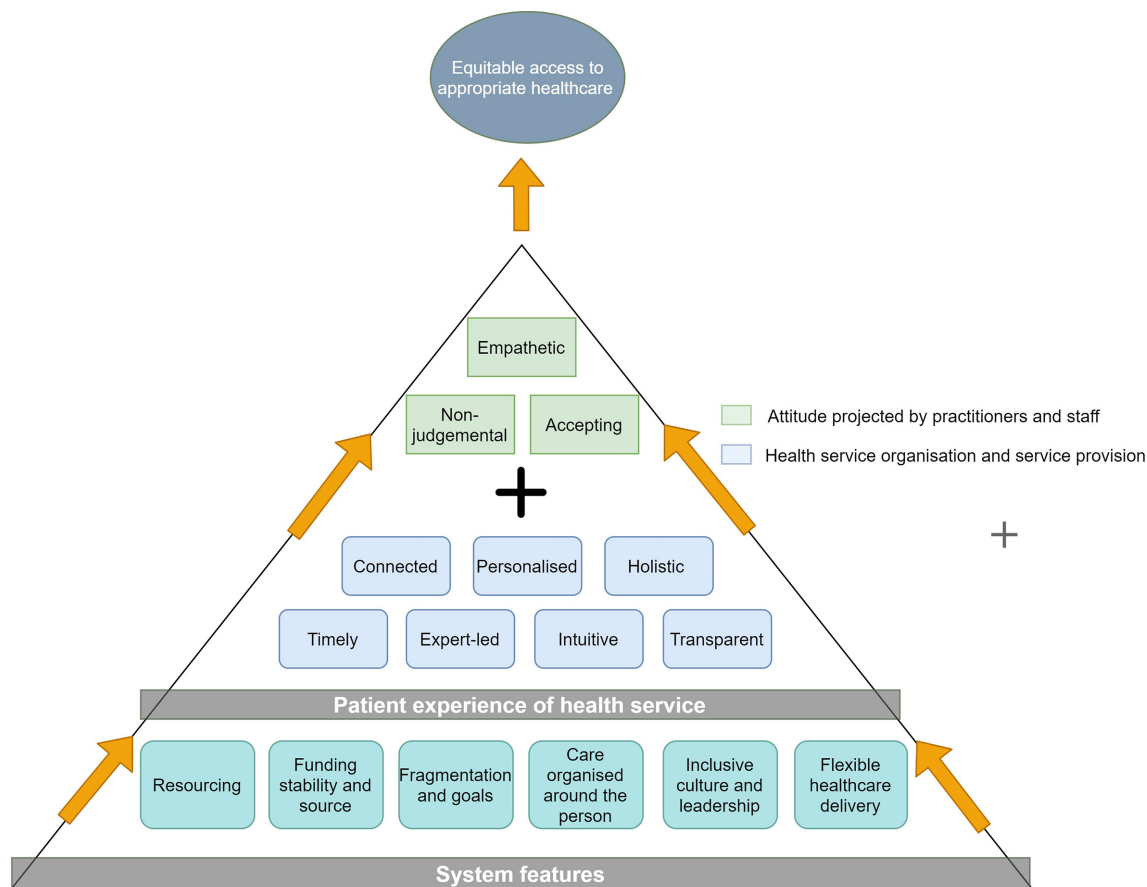 Equitable access to
appropriate healthcare
Empathetic
Non-
judgemental
Accepting
Attitude projected by practitioners and staff
Health service organisation and service provision
Connected
Personalised
Holistic
Timely
Expert-led
Intuitive
Transparent
Patient experience of health service
Resourcing
Funding
stability and
source
Fragmentation
and goals
Care
organised
around the
person
Inclusive
culture and
leadership
Flexible
healthcare
delivery
System features